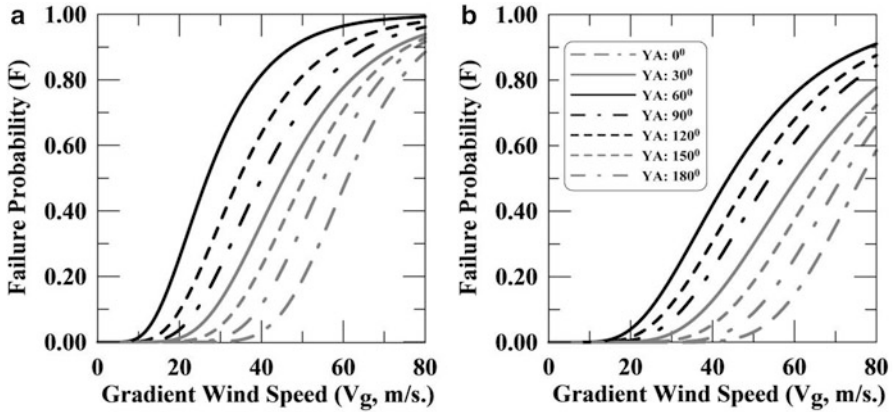 a
Failure Probability (F)
1.00
0.80
0.60
0.40
0.20
0.00
0
20
40
60
80
Gradient Wind Speed (Vg, m/s.)
b
Failure Probability (F)
1.00
0.80
0.60
0.40
0.20
0.00
YA: 0⁰
YA: 30⁰
YA: 60⁰
YA: 90⁰
YA: 120⁰
YA: 150⁰
YA: 180⁰
0
20
40
60
80
Gradient Wind Speed (Vg, m/s.)